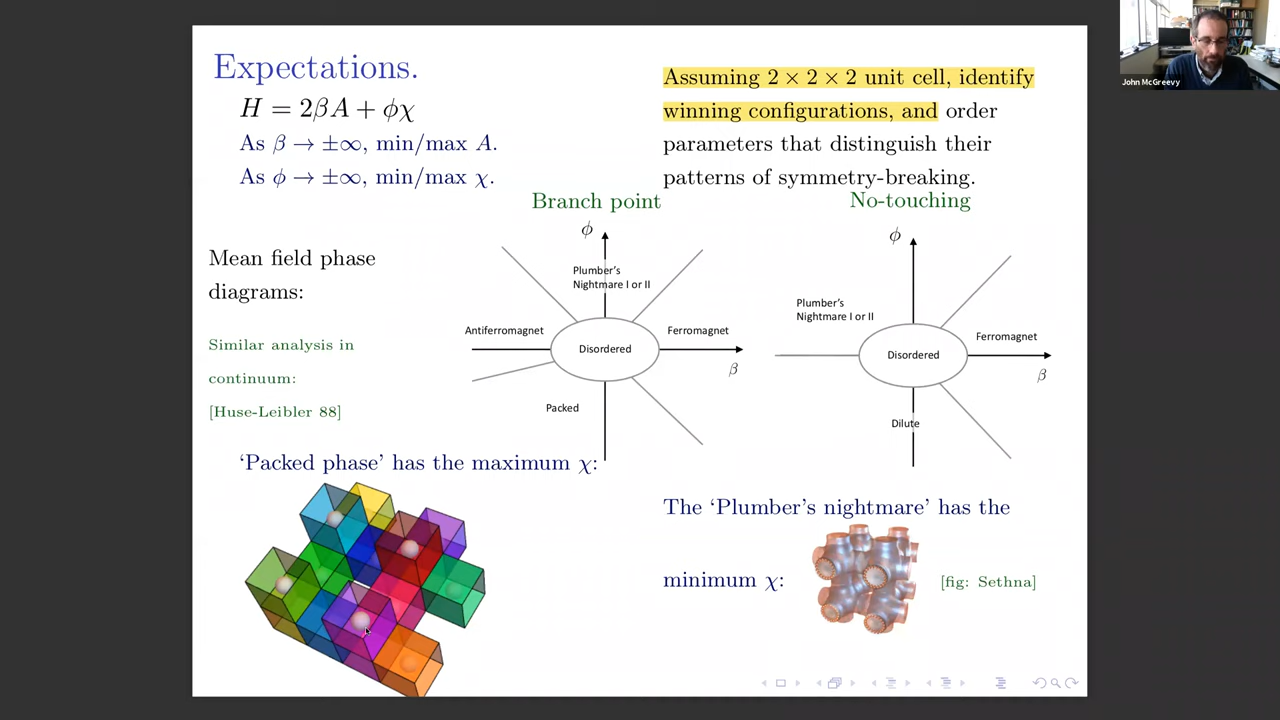 Expectations.
H = 2βA + ϕχ
As β → ±∞, min/max A.
As ϕ → ±∞, min/max χ.
Assuming 2 × 2 × 2 unit cell, identify
winning configurations, and order
parameters that distinguish their
patterns of symmetry-breaking.
Mean field phase
diagrams:
Similar analysis in
continuum:
[Huse-Leibler 88]
Branch point
ϕ
Plumber's
Nightmare I or II
Antiferromagnet
Ferromagnet
Disordered
β
Packed
No-touching
ϕ
Plumber's
Nightmare I or II
Ferromagnet
Disordered
β
Dilute
'Packed phase' has the maximum χ:
The 'Plumber's nightmare' has the
minimum χ:
[fig: Sethna]
John McGreevy